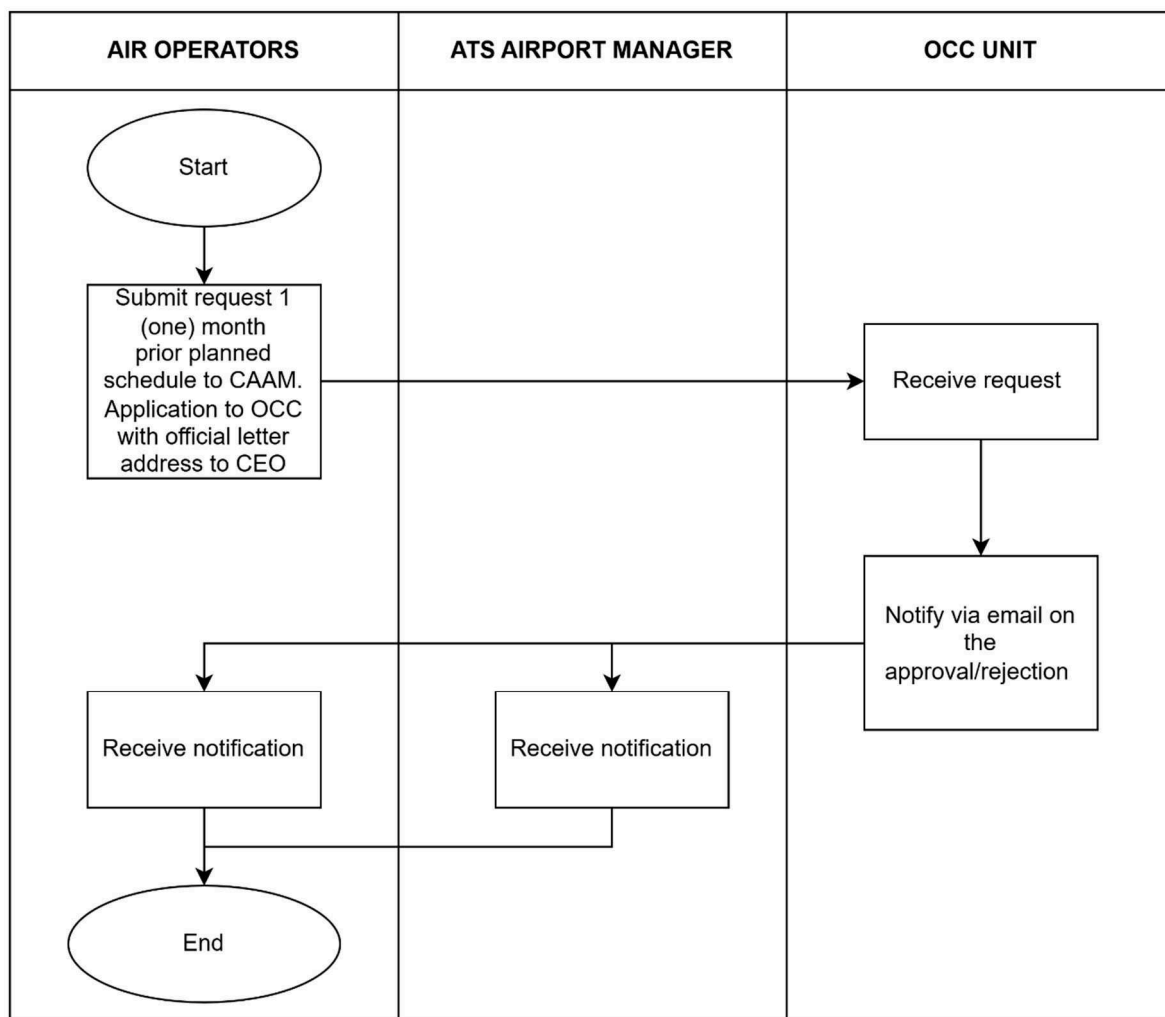 AIR OPERATORS
ATS AIRPORT MANAGER
OCC UNIT
Start
Submit request 1
(one) month
prior planned
schedule to CAAM.
Application to OCC
with official letter
address to CEO
Receive request
Notify via email on
the
approval/rejection
Receive notification
Receive notification
End